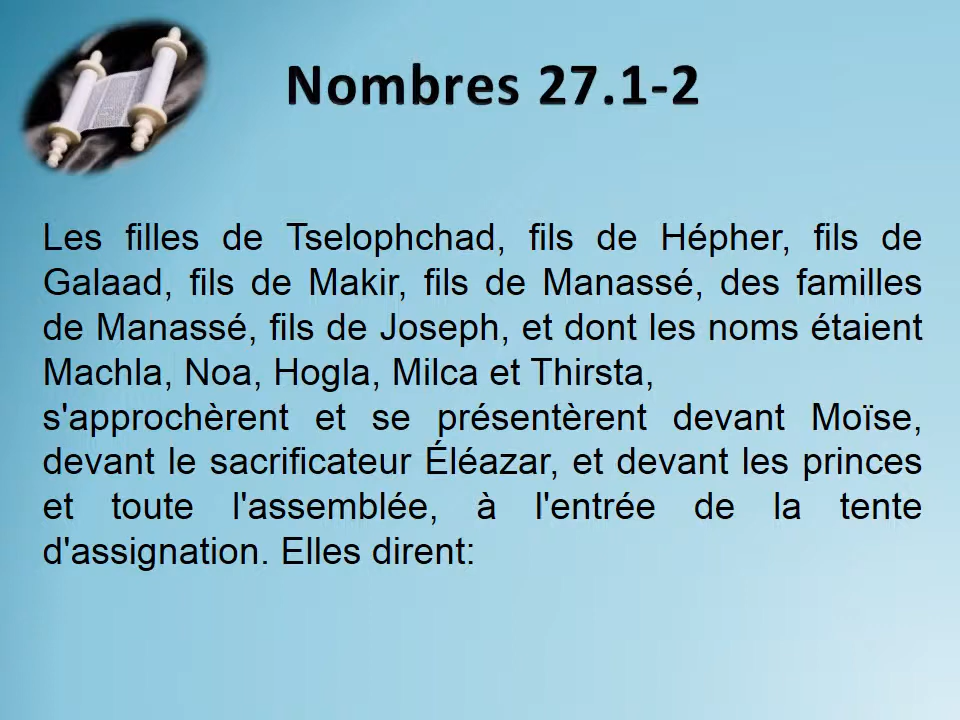 Nombres 27.1-2
Les filles de Tselophchad, fils de Hépher, fils de
Galaad, fils de Makir, fils de Manassé, des familles
de Manassé, fils de Joseph, et dont les noms étaient
Machla, Noa, Hogla, Milca et Thirsta,
s'approchèrent et se présentèrent devant Moïse,
devant le sacrificateur Éléazar, et devant les princes
et toute l'assemblée, à l'entrée de la tente
d'assignation. Elles dirent: